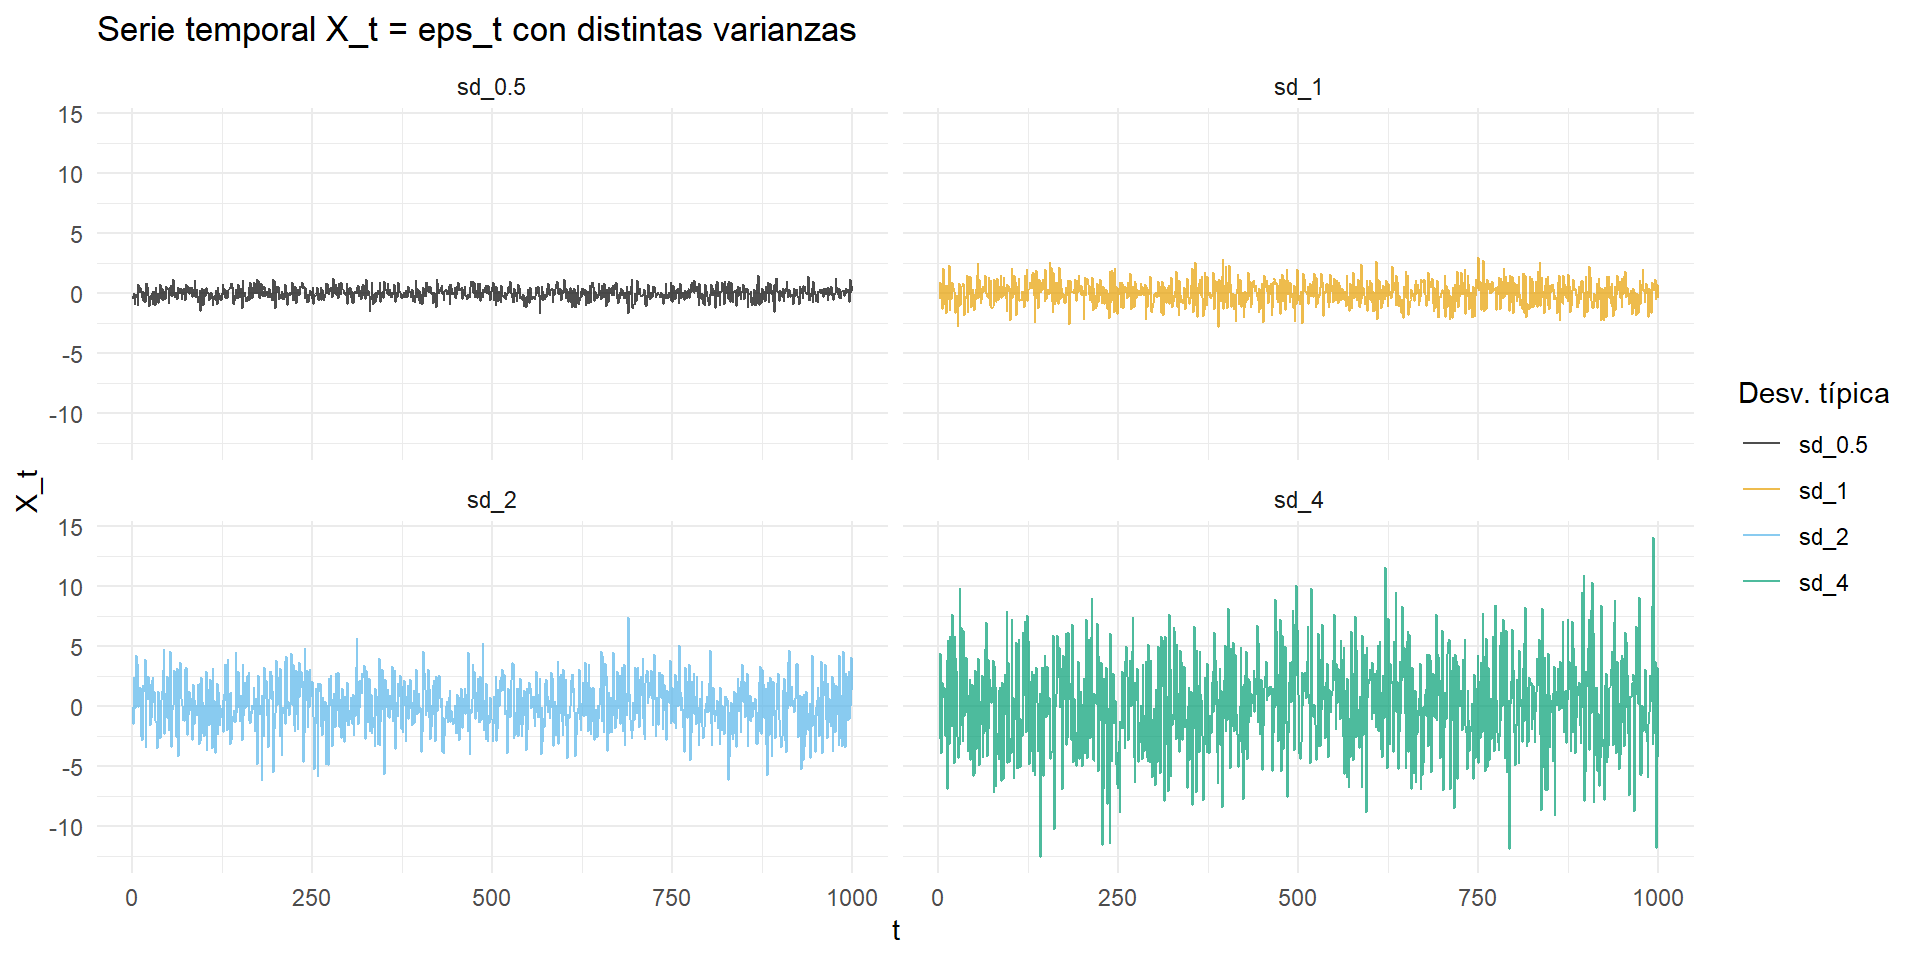 Serie temporal X_t = eps_t con distintas varianzas
sd_0.5
sd_1
15
10
5
0
-5
-10
sd_2
sd_4
15
10
5
0
-5
-10
0 250 500 750 1000
0 250 500 750 1000
X_t
t
Desv. típica
sd_0.5
sd_1
sd_2
sd_4